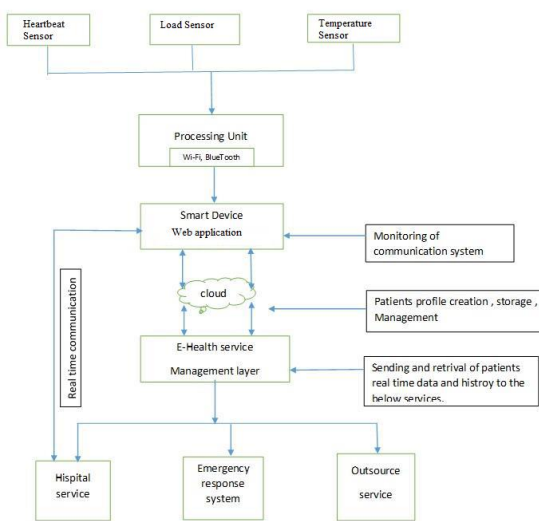 Heartbeat
Sensor
Load Sensor
Temperature
Sensor
Processing Unit
Wi-Fi, BlueTooth
Smart Device
Web application
Monitoring of
communication system
cloud
Patients profile creation , storage ,
Management
Real time communication
E-Health service
Management layer
Sending and retrival of patients
real time data and histroy to the
below services.
Hispital
service
Emergency
response
system
Outsource
service